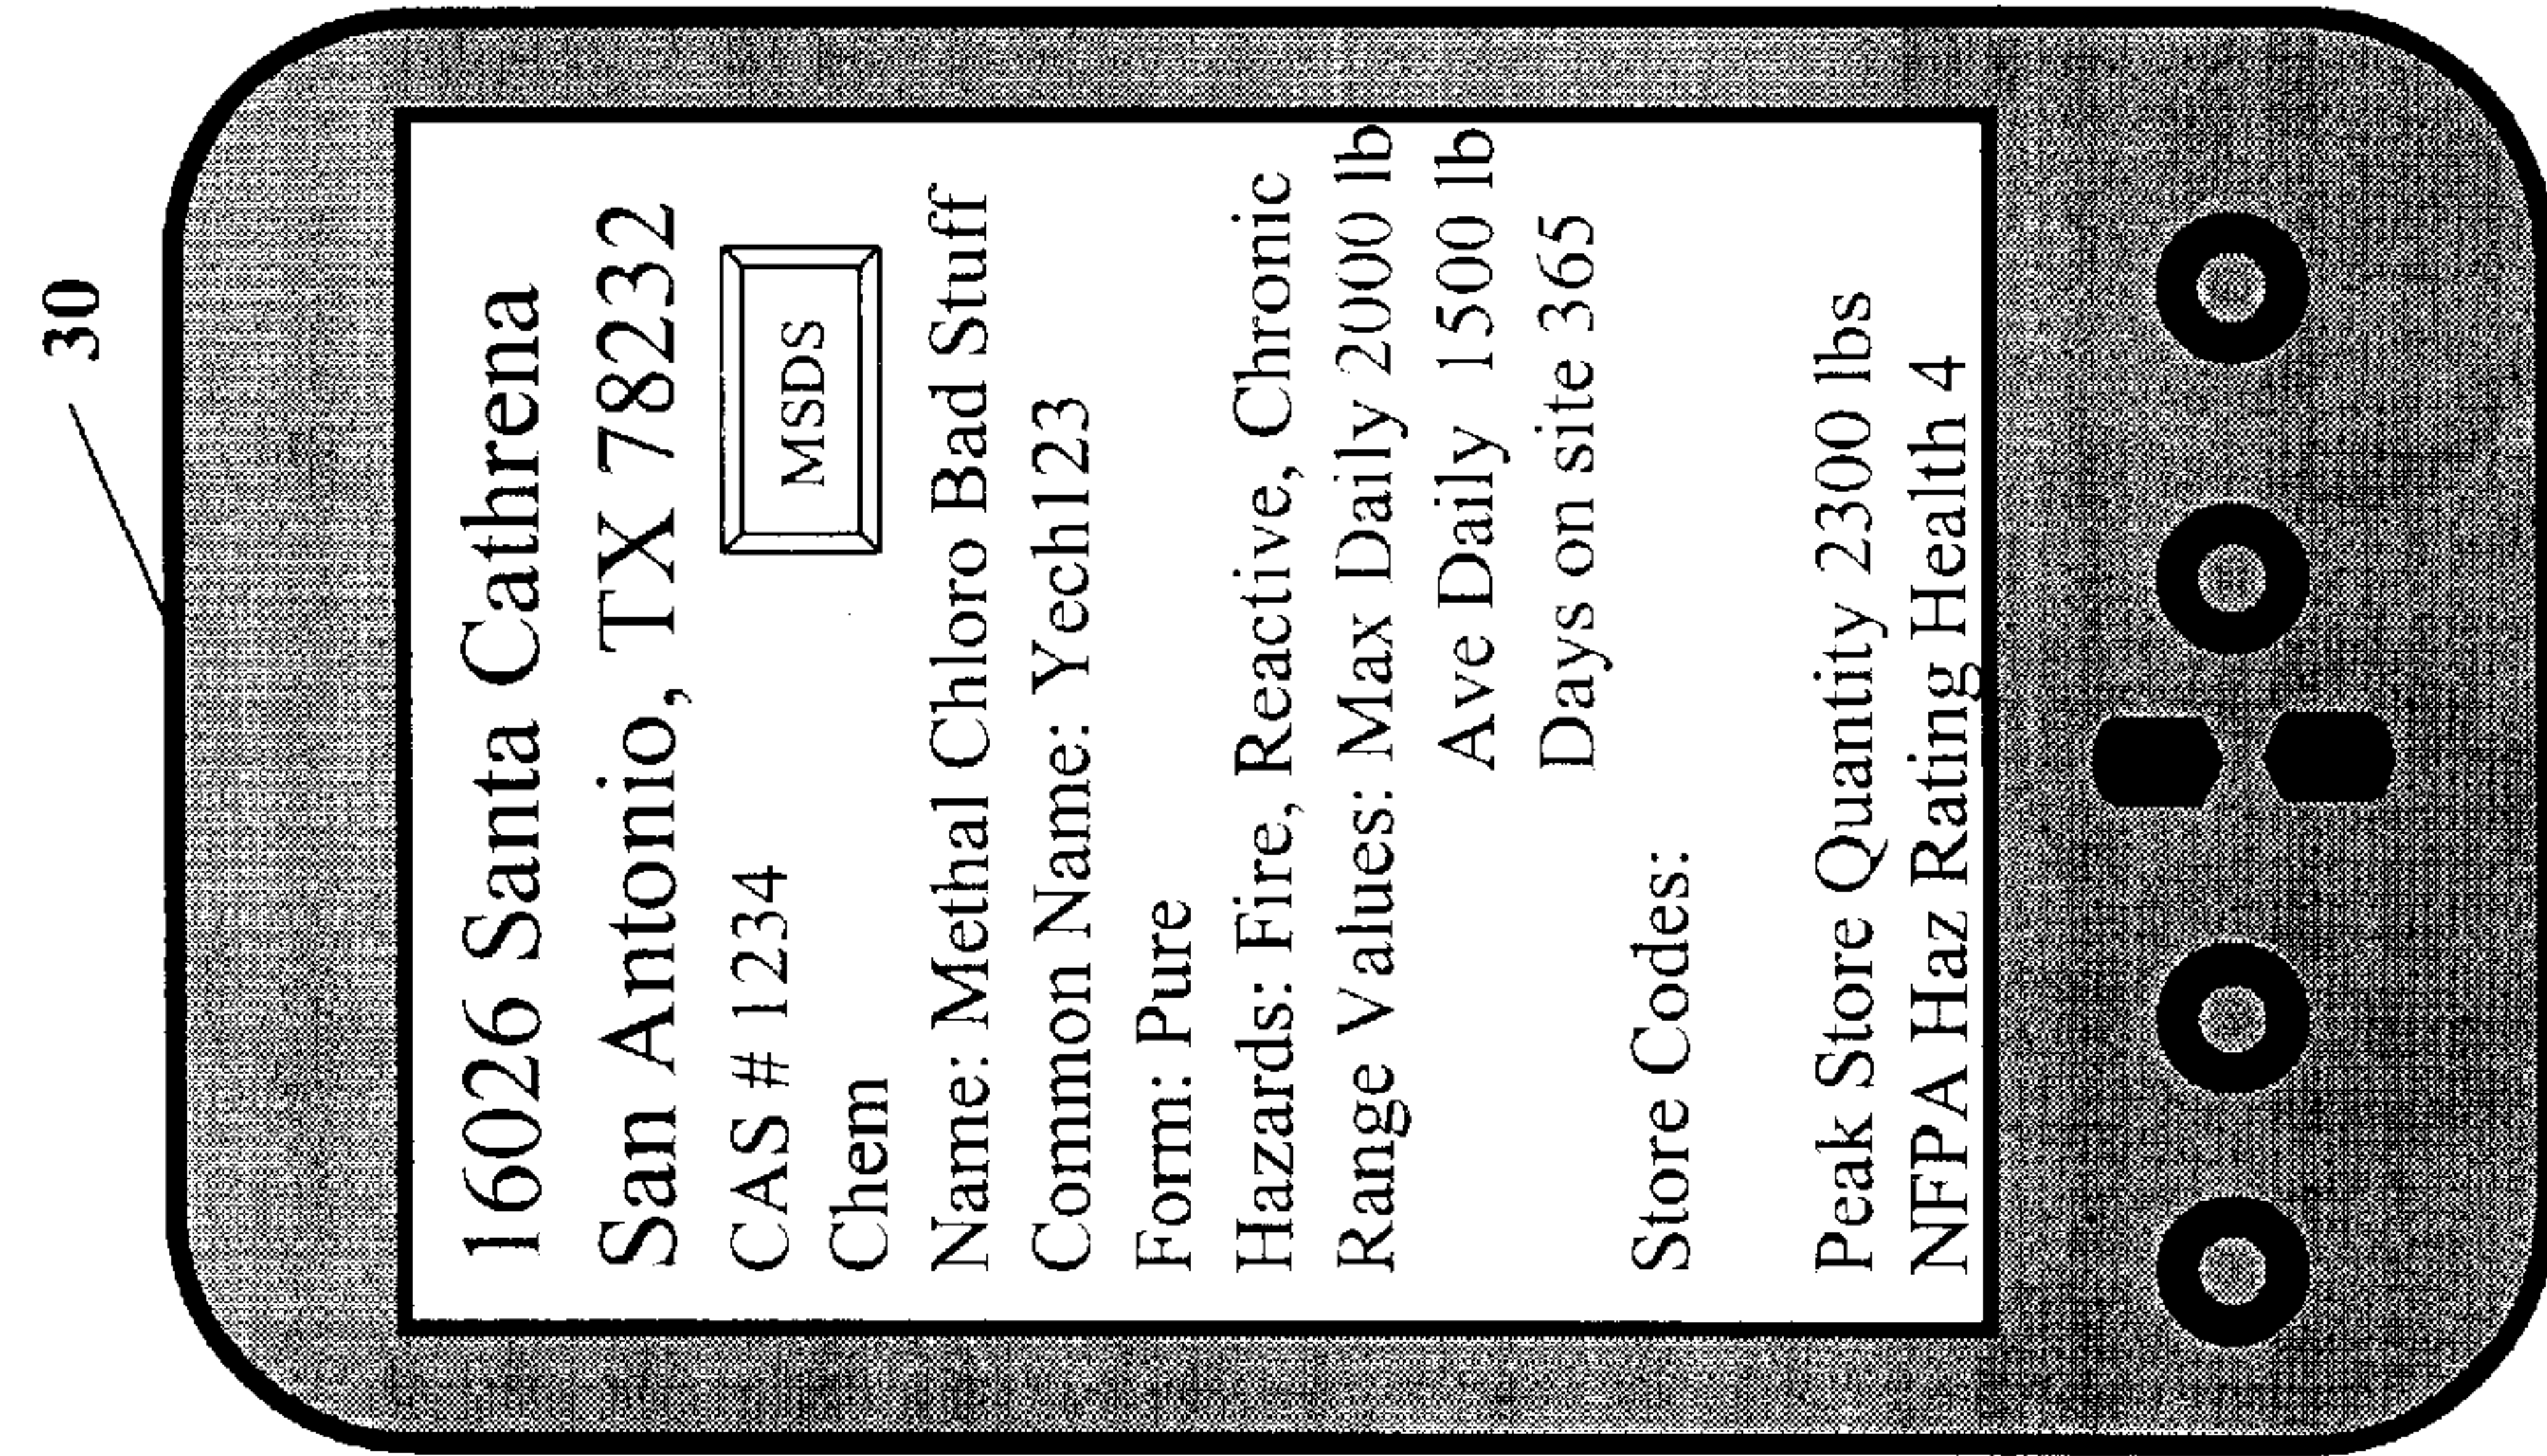 30
16026 Santa Cathrena
San Antonio, TX 78232
CAS # 1234
MSDS
Chem
Name: Methal Chloro Bad Stuff
Common Name: Yech123
Form: Pure
Hazards: Fire, Reactive, Chronic
Range Values: Max Daily 2000 lb
Ave Daily 1500 lb
Days on site 365
Store Codes:
Peak Store Quantity 2300 lbs
NFPA Haz Rating Health 4